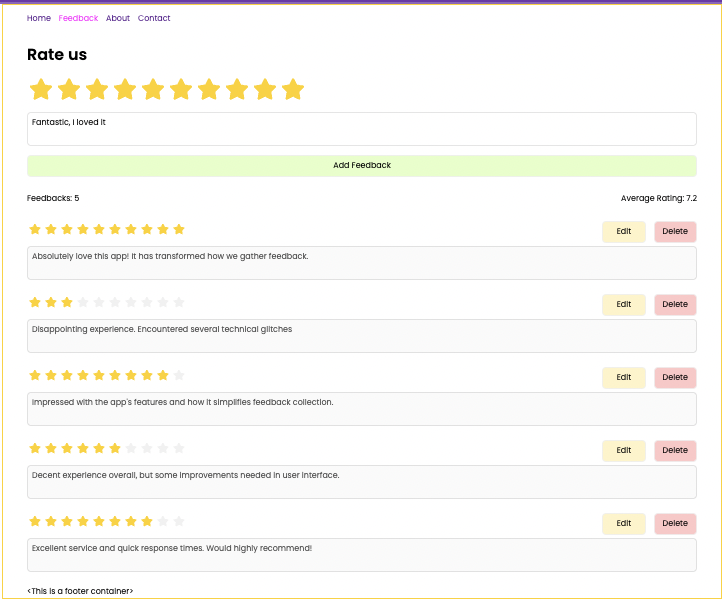 Home Feedback About Contact
Rate us
Fantastic, I loved it
Add Feedback
Feedbacks: 5 Average Rating: 7.2
Edit Delete
Absolutely love this app! It has transformed how we gather feedback.
Edit Delete
Disappointing experience. Encountered several technical glitches
Edit Delete
Impressed with the app's features and how it simplifies feedback collection.
Edit Delete
Decent experience overall, but some improvements needed in user interface.
Edit Delete
Excellent service and quick response times. Would highly recommend!
<This is a footer container>